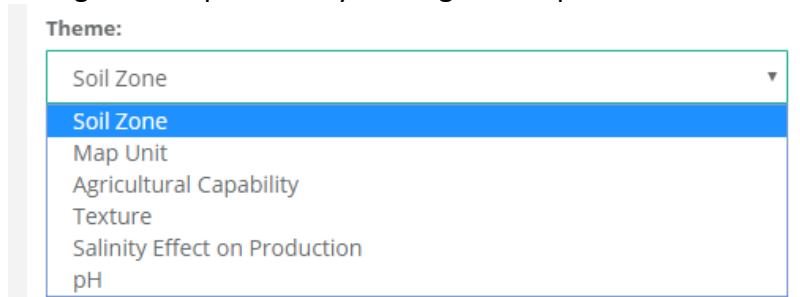 Theme:
Soil Zone
Soil Zone
Map Unit
Agricultural Capability
Texture
Salinity Effect on Production
pH